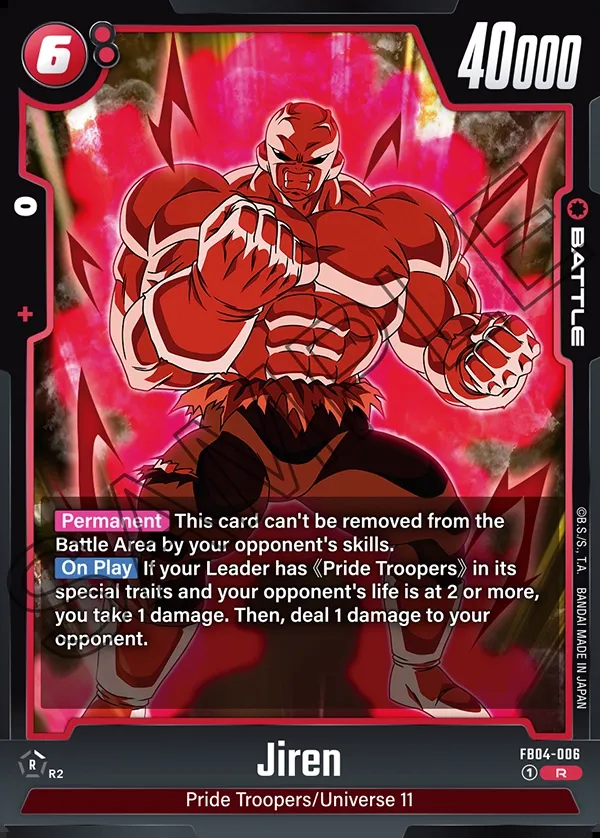 6
40000
0
+
BATTLE
SAMPLE
Permanent This card can't be removed from the
Battle Area by your opponent's skills.
On Play If your Leader has《Pride Troopers》in its
special traits and your opponent's life is at 2 or more,
you take 1 damage. Then, deal 1 damage to your
opponent.
©B.S./S., T.A. BANDAI MADE IN JAPAN
R
R2
Jiren
FB04-006
① R
Pride Troopers/Universe 11